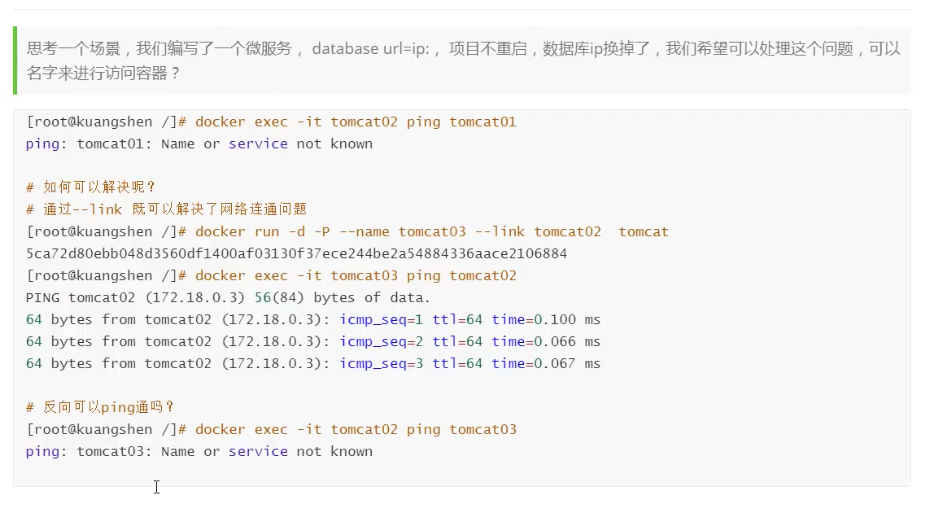 思考一个场景，我们编写了一个微服务， database url=ip:， 项目不重启，数据库ip换掉了，我们希望可以处理这个问题，可以
名字来进行访问容器？
[root@kuangshen /]# docker exec -it tomcat02 ping tomcat01
ping: tomcat01: Name or service not known
# 如何可以解决呢？
# 通过--link 既可以解决了网络连通问题
[root@kuangshen /]# docker run -d -P --name tomcat03 --link tomcat02  tomcat
5ca72d80ebb048d3560df1400af03130f37ece244be2a54884336aace2106884
[root@kuangshen /]# docker exec -it tomcat03 ping tomcat02
PING tomcat02 (172.18.0.3) 56(84) bytes of data.
64 bytes from tomcat02 (172.18.0.3): icmp_seq=1 ttl=64 time=0.100 ms
64 bytes from tomcat02 (172.18.0.3): icmp_seq=2 ttl=64 time=0.066 ms
64 bytes from tomcat02 (172.18.0.3): icmp_seq=3 ttl=64 time=0.067 ms
# 反向可以ping通吗？
[root@kuangshen /]# docker exec -it tomcat02 ping tomcat03
ping: tomcat03: Name or service not known